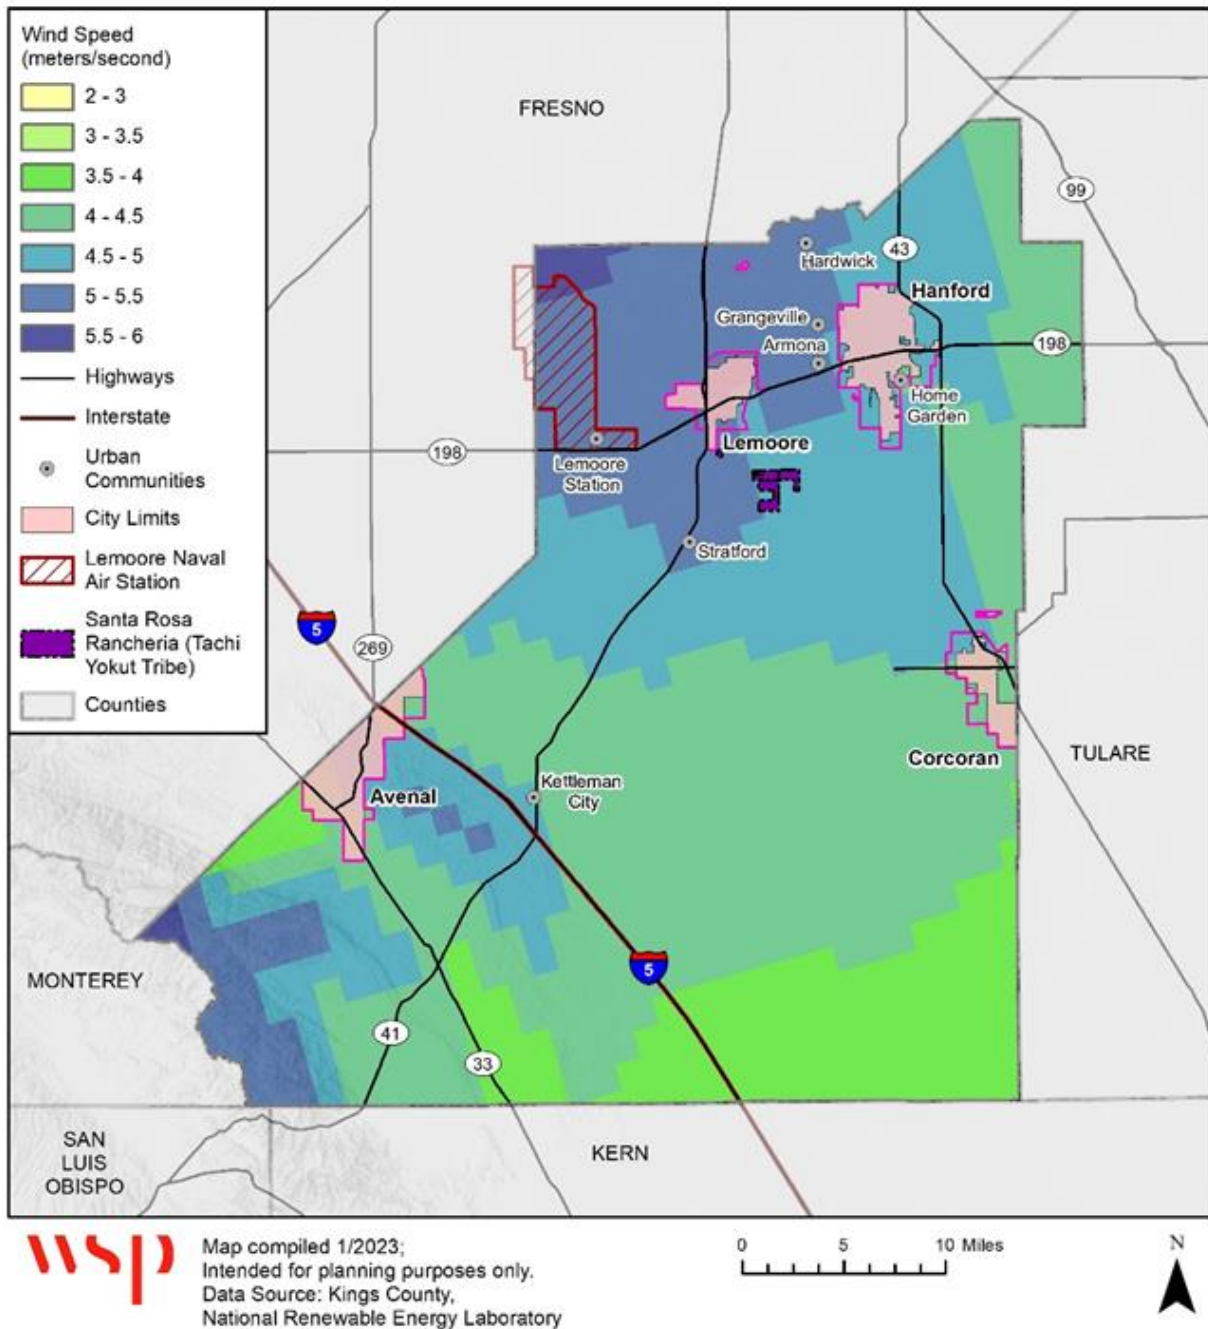 Wind Speed
(meters/second)
2 - 3
3 - 3.5
3.5 - 4
4 - 4.5
4.5 - 5
5 - 5.5
5.5 - 6
Highways
Interstate
Urban
Communities
City Limits
Lemoore Naval
Air Station
Santa Rosa
Rancheria (Tachi
Yokut Tribe)
Counties
FRESNO
99
43
Hardwick
Hanford
Grangeville
Armona
198
Home
Garden
Lemoore
198
Lemoore
Station
Stratford
5
269
TULARE
Corcoran
Kettleman
City
Avenal
MONTEREY
5
41
33
SAN
LUIS
OBISPO
KERN
wsp
Map compiled 1/2023;
Intended for planning purposes only.
Data Source: Kings County,
National Renewable Energy Laboratory
0 5 10 Miles
N